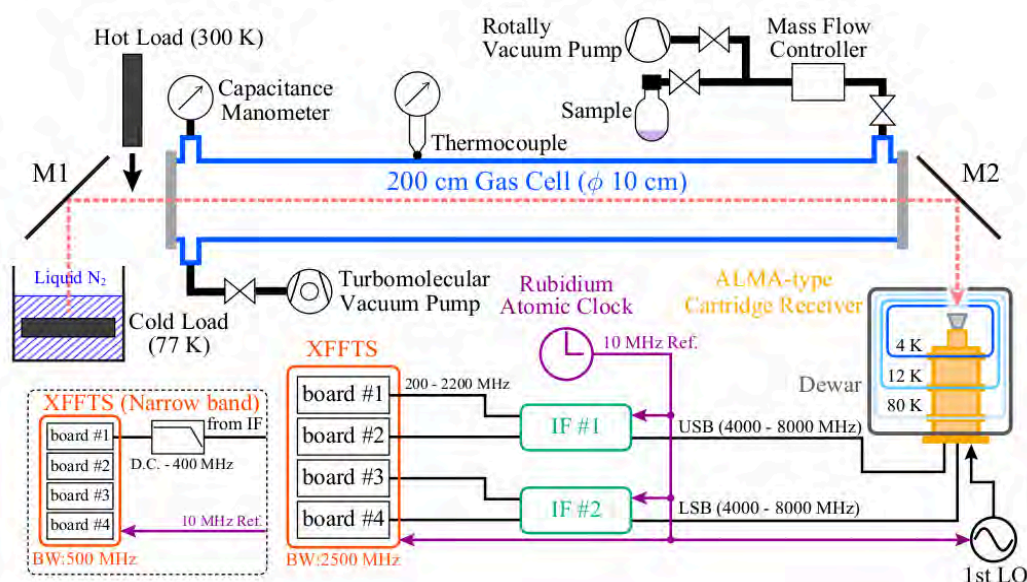 Hot Load (300 K)
Capacitance
Manometer
Thermocouple
Rotally
Vacuum Pump
Mass Flow
Controller
Sample
M1
M2
200 cm Gas Cell (ϕ 10 cm)
Liquid N₂
Cold Load
(77 K)
Turbomolecular
Vacuum Pump
Rubidium
Atomic Clock
10 MHz Ref.
ALMA-type
Cartridge Receiver
Dewar
4 K
12 K
80 K
XFFTS
board #1
board #2
board #3
board #4
BW:2500 MHz
200 - 2200 MHz
IF #1
IF #2
USB (4000 - 8000 MHz)
LSB (4000 - 8000 MHz)
1st LO
XFFTS (Narrow band)
board #1
board #2
board #3
board #4
from IF
D.C. - 400 MHz
10 MHz Ref.
BW:500 MHz